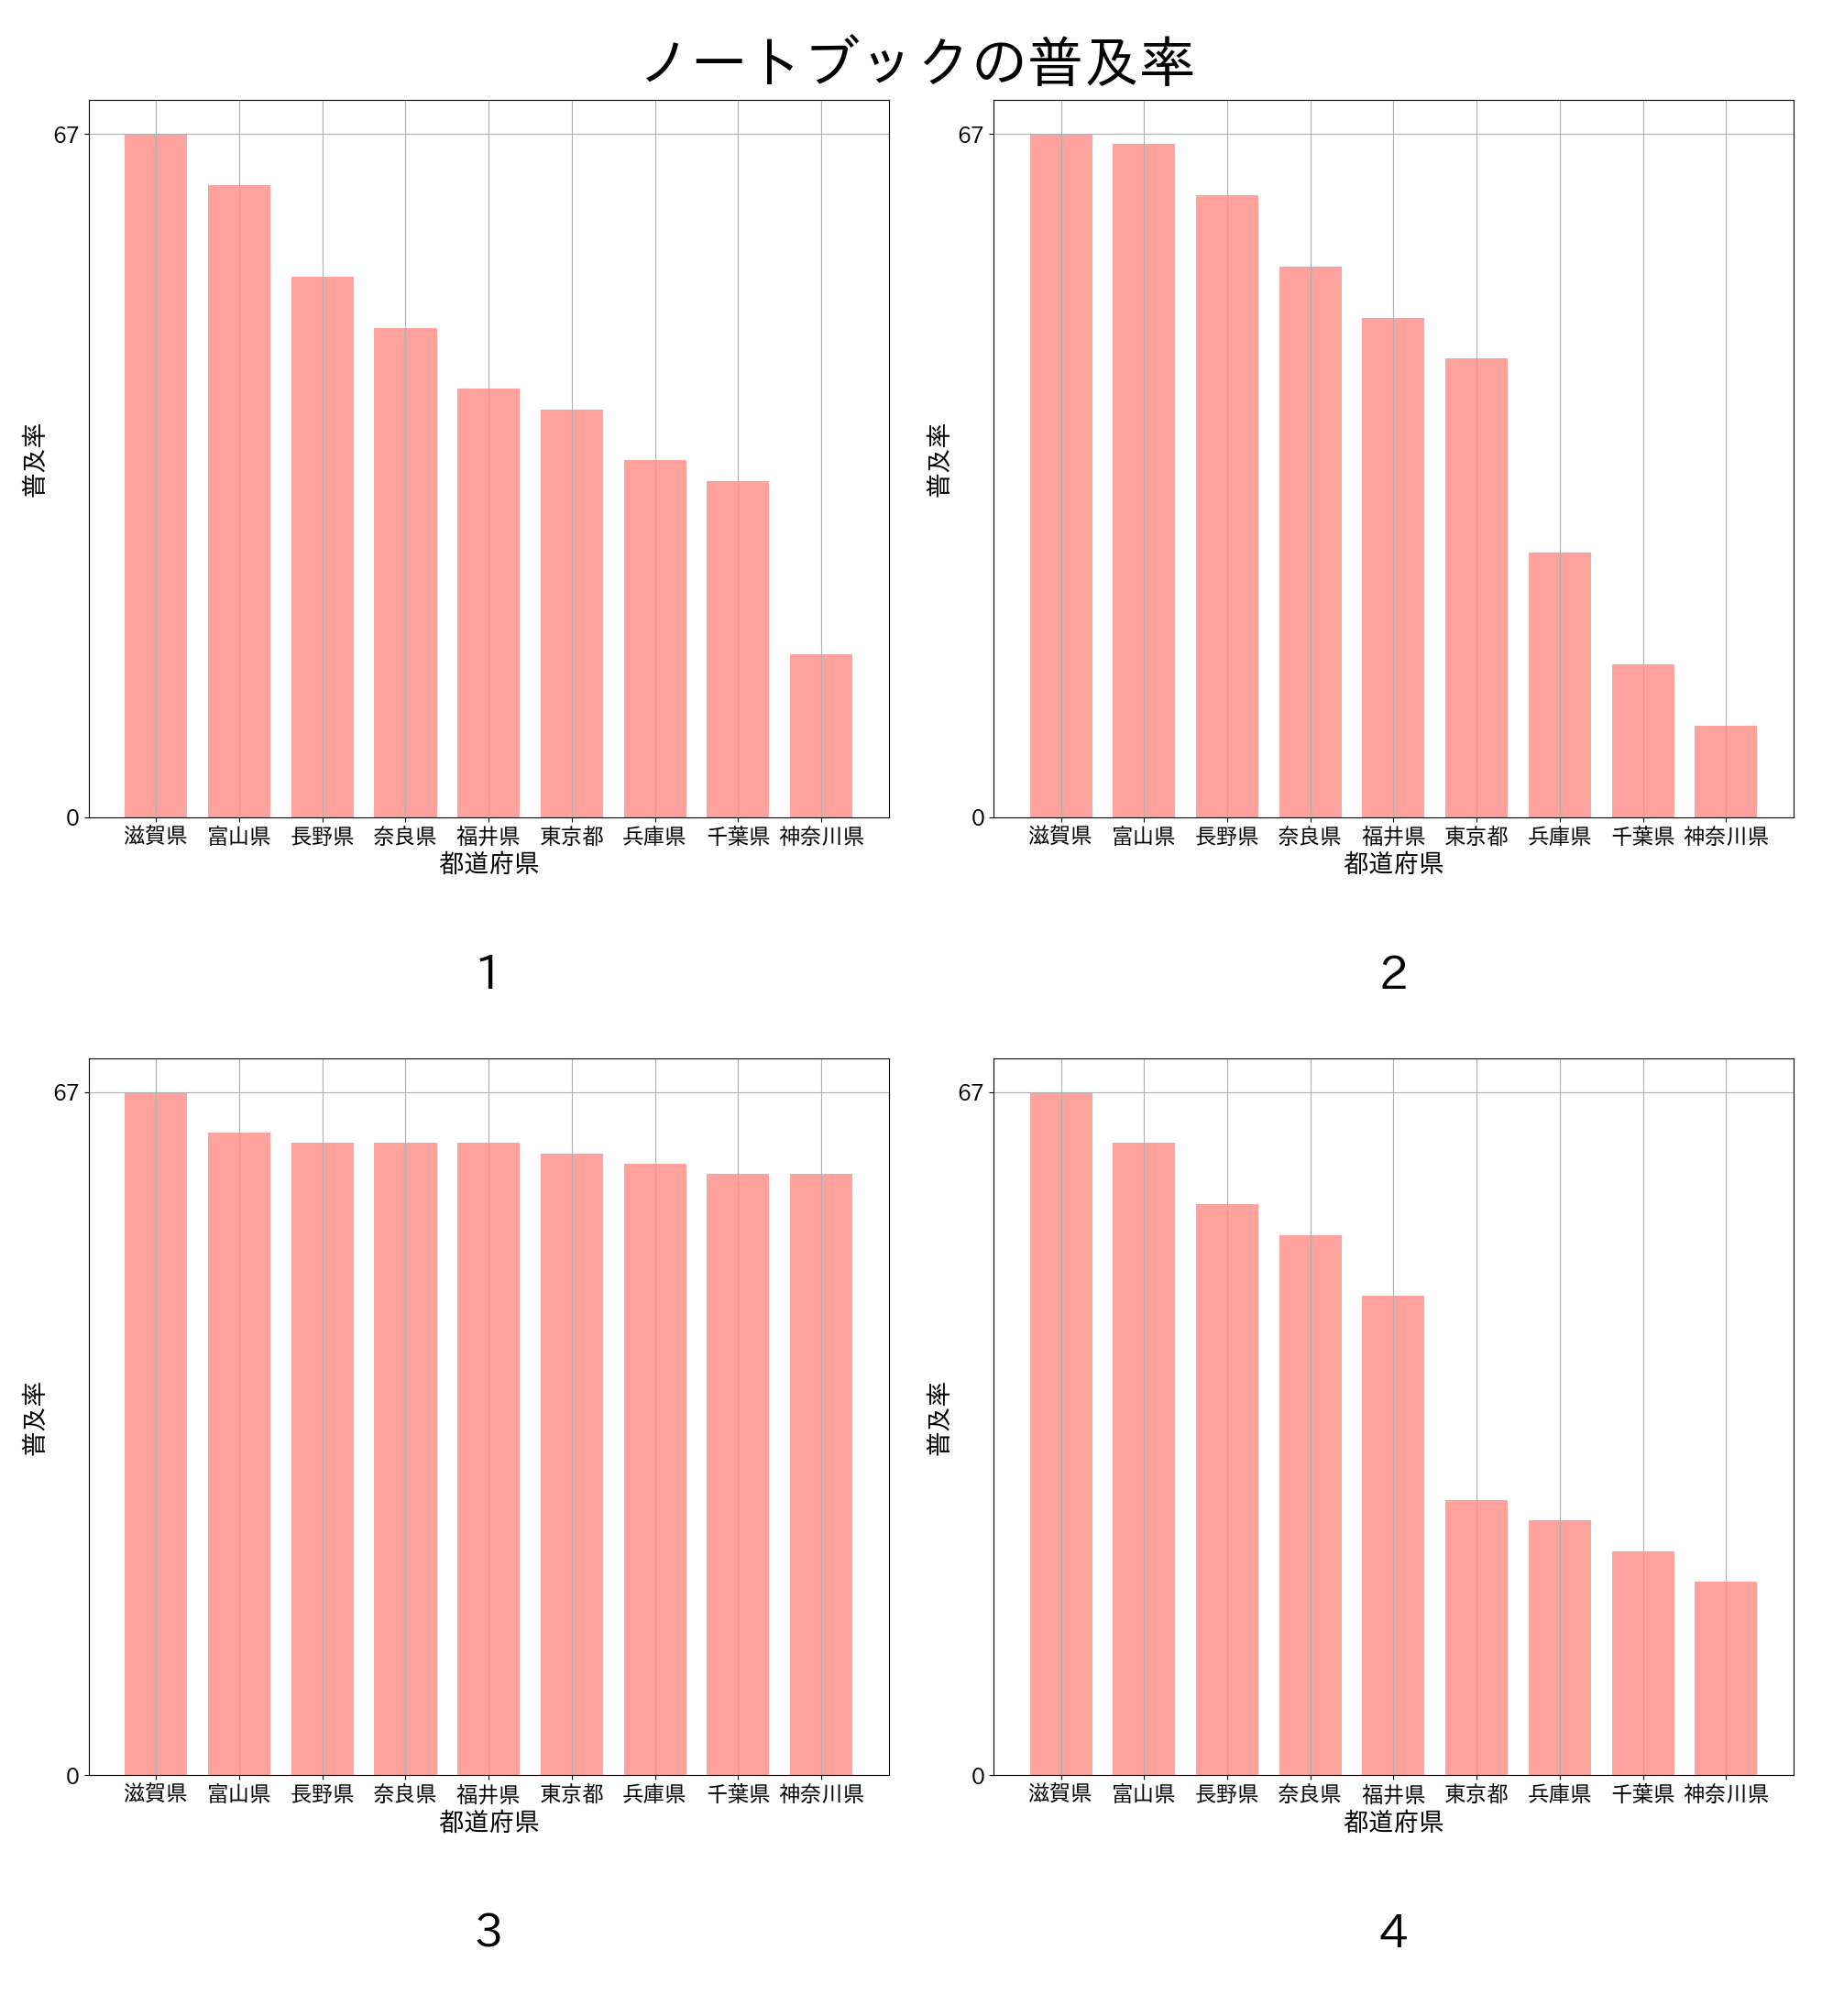 ノートブックの普及率
67
0
普及率
滋賀県 富山県 長野県 奈良県 福井県 東京都 兵庫県 千葉県 神奈川県
都道府県
1
67
0
普及率
滋賀県 富山県 長野県 奈良県 福井県 東京都 兵庫県 千葉県 神奈川県
都道府県
2
67
0
普及率
滋賀県 富山県 長野県 奈良県 福井県 東京都 兵庫県 千葉県 神奈川県
都道府県
3
67
0
普及率
滋賀県 富山県 長野県 奈良県 福井県 東京都 兵庫県 千葉県 神奈川県
都道府県
4